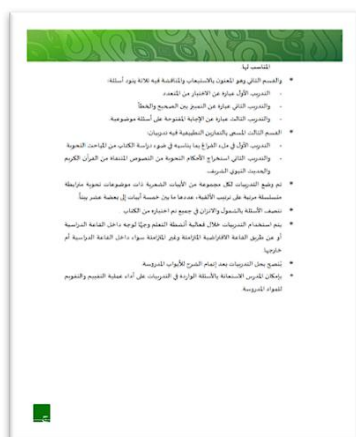 المناسب لها
والقسم الثاني وهو المعنون بالاستيعاب والمناقشة فيه ثلاثة بنود أسئلة:
- التدريب الأول عبارة عن الاختيار من المتعدد
- والتدريب الثاني عبارة عن التمييز بين الصحيح والخطأ
- والتدريب الثالث عبارة عن الإجابة المفتوحة على أسئلة موضوعية.
القسم الثالث المسمى بالتمارين التطبيعية فيه تدريبان:
- التدريب الأول في ملء الفراغ بما يناسبه في ضوء دراسة الكتاب من المباحث النحوية
- والتدريب الثاني استخراج الأحكام النحوية من النصوص المنتقاة من القرآن الكريم
والحديث النبوي الشريف.
تم وضع التدريبات لكل مجموعة من الأبيات الشعرية ذات موضوعات نحوية مترابطة
متسلسلة مرتبة على ترتيب الألفية، عددها ما بين خمسة أبيات إلى بضعة عشر بيتاً
تتصف الأسئلة بالشمول والاتزان في جميع تم اختياره من الكتاب
يتم استخدام التدريبات خلال فعالية أنشطة التعلم وجهًا لوجه داخل القاعة الدراسية
أو عن طريق القاعة الافتراضية المتزامنة وغير المتزامنة سواء داخل القاعة الدراسية أم
خارجها.
يُنصح بحل التدريبات بعد إتمام الشرح للأبواب المدروسة
بإمكان المدرس الاستعانة بالأسئلة الواردة في التدريبات على أداء عملية التقييم والتقويم
للمواد المدروسة.